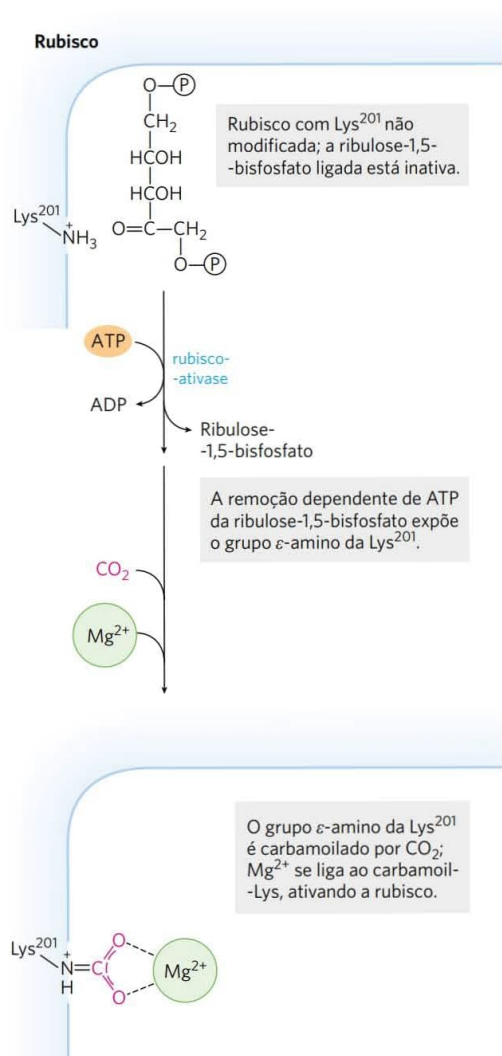 Rubisco
O—P
CH₂
HCOH
HCOH
O=C—CH₂
O—P
Lys²⁰¹
⁺NH₃
Rubisco com Lys²⁰¹ não
modificada; a ribulose-1,5-
-bisfosfato ligada está inativa.
ATP
rubisco-
-ativase
ADP
Ribulose-
-1,5-bisfosfato
A remoção dependente de ATP
da ribulose-1,5-bisfosfato expõe
o grupo ε-amino da Lys²⁰¹.
CO₂
Mg²⁺
O grupo ε-amino da Lys²⁰¹
é carbamoilado por CO₂;
Mg²⁺ se liga ao carbamoil-
-Lys, ativando a rubisco.
Lys²⁰¹
O
⁺N=C
H
O
Mg²⁺